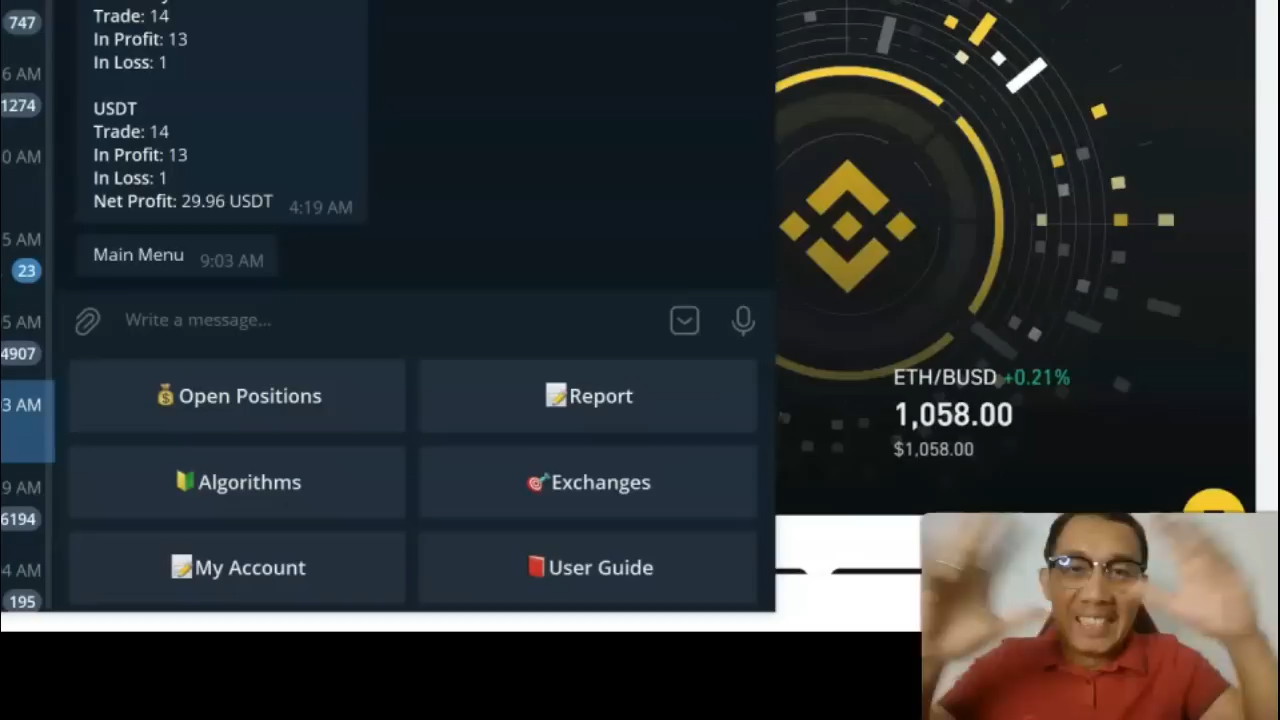 747
Trade: 14
In Profit: 13
In Loss: 1
6 AM
1274
USDT
Trade: 14
In Profit: 13
In Loss: 1
Net Profit: 29.96 USDT
4:19 AM
0 AM
5 AM
23
Main Menu
9:03 AM
5 AM
4907
Write a message...
3 AM
💰Open Positions
📝Report
9 AM
6194
🔰Algorithms
🎯Exchanges
4 AM
195
📝My Account
📕User Guide
ETH/BUSD +0.21%
1,058.00
$1,058.00